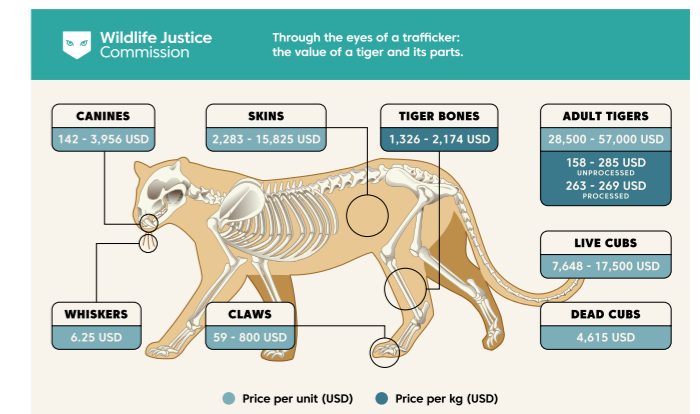 Wildlife Justice
Commission
Through the eyes of a trafficker:
the value of a tiger and its parts.
CANINES
142 - 3,956 USD
SKINS
2,283 - 15,825 USD
TIGER BONES
1,326 - 2,174 USD
ADULT TIGERS
28,500 - 57,000 USD
158 - 285 USD
UNPROCESSED
263 - 269 USD
PROCESSED
LIVE CUBS
7,648 - 17,500 USD
WHISKERS
6.25 USD
CLAWS
59 - 800 USD
DEAD CUBS
4,615 USD
Price per unit (USD)
Price per kg (USD)